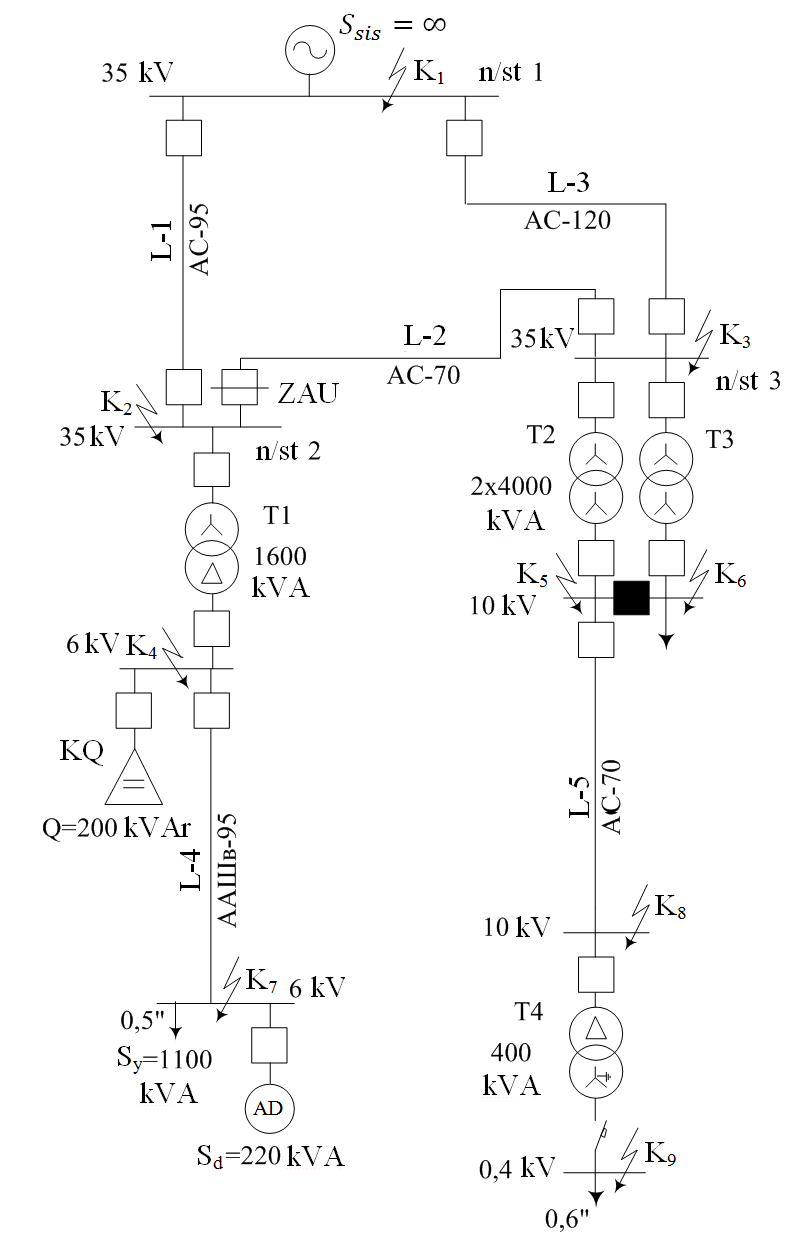 S_sis = ∞
35 kV
K₁
n/st 1
L-3
AC-120
L-1
AC-95
L-2
AC-70
35kV
K₃
n/st 3
K₂
ZAU
35 kV
n/st 2
T2
T3
2x4000
kVA
T1
1600
kVA
K₅
K₆
10 kV
6 kV
K₄
KQ
Q=200 kVAr
L-4
ААШв-95
L-5
AC-70
10 kV
K₈
K₇
6 kV
0,5"
Sy=1100
kVA
T4
400
kVA
AD
Sd=220 kVA
0,4 kV
K₉
0,6"